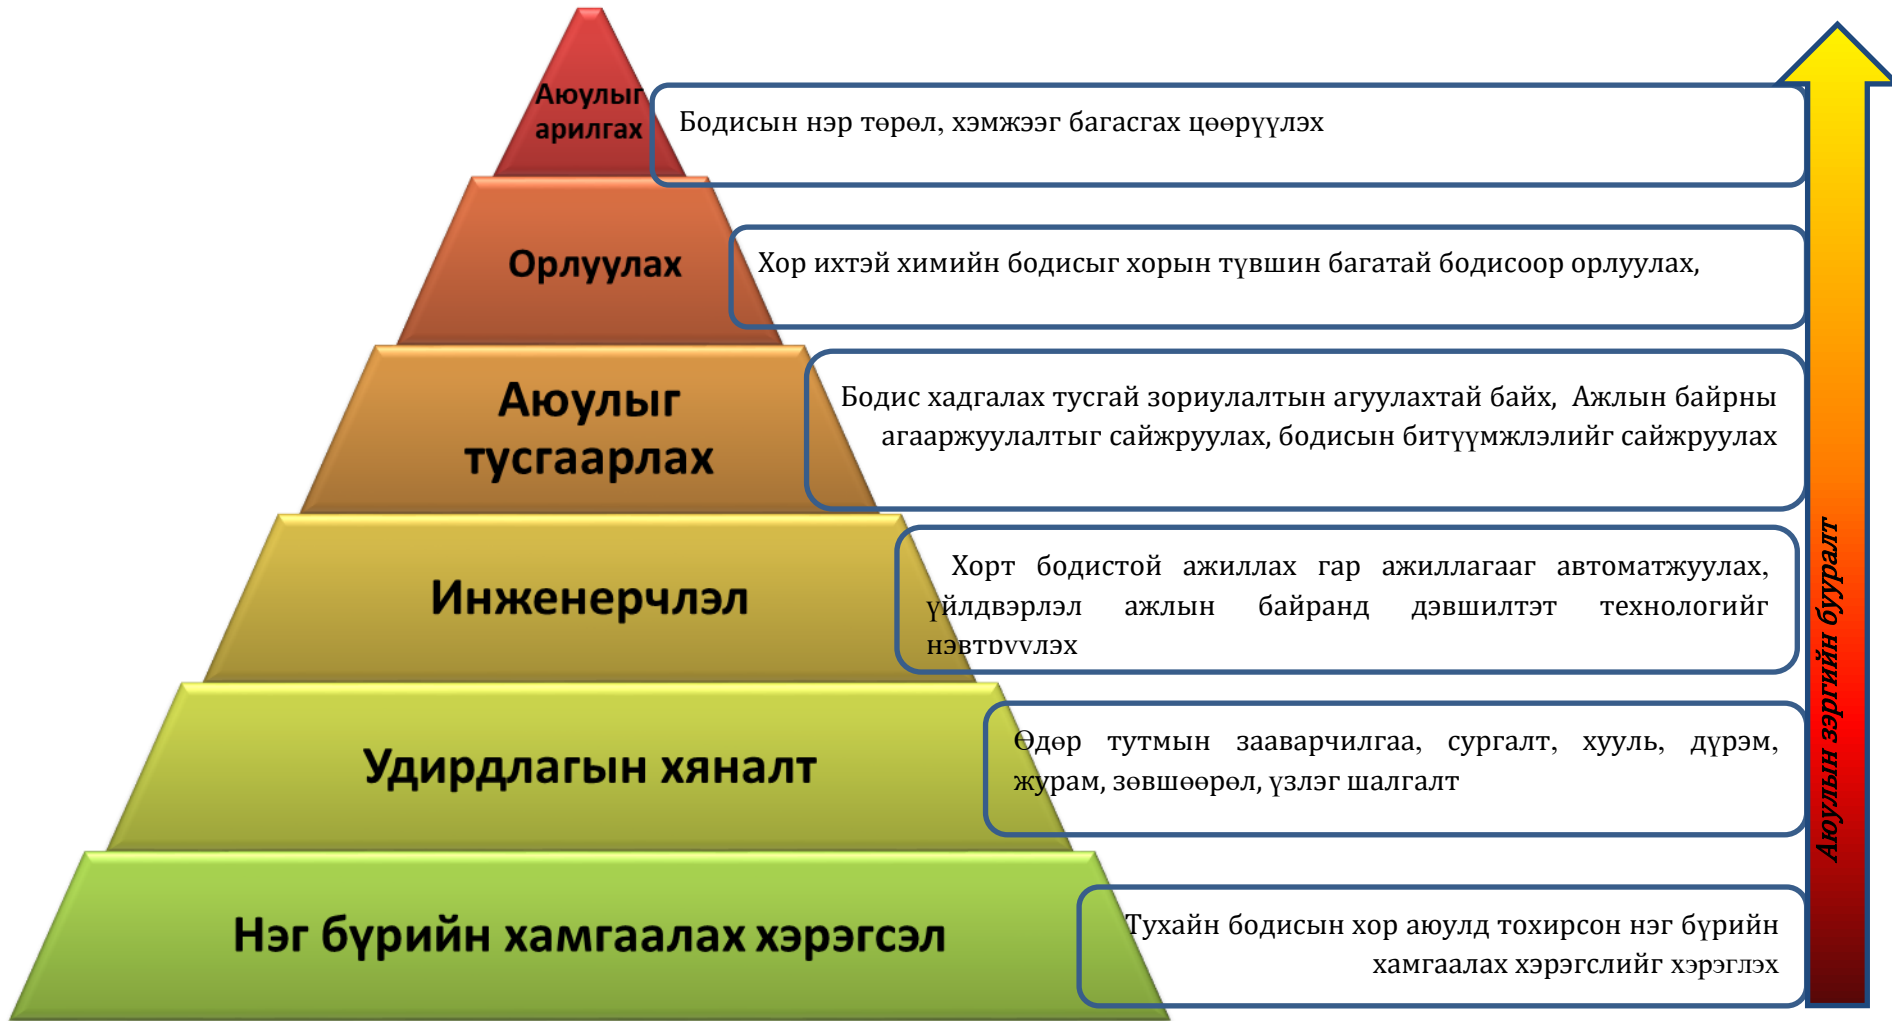 Аюулыг
арилгах
Бодисын нэр төрөл, хэмжээг багасгах цөөрүүлэх
Орлуулах
Хор ихтэй химийн бодисыг хорын түвшин багатай бодисоор орлуулах,
Аюулыг
тусгаарлах
Бодис хадгалах тусгай зориулалтын агуулахтай байх, Ажлын байрны
агааржуулалтыг сайжруулах, бодисын битүүмжлэлийг сайжруулах
Инженерчлэл
Хорт бодистой ажиллах гар ажиллагааг автоматжуулах,
үйлдвэрлэл ажлын байранд дэвшилтэт технологийг
нэвтрүүлэх
Удирдлагын хяналт
Өдөр тутмын зааварчилгаа, сургалт, хууль, дүрэм,
журам, зөвшөөрөл, үзлэг шалгалт
Нэг бүрийн хамгаалах хэрэгсэл
Тухайн бодисын хор аюулд тохирсон нэг бүрийн
хамгаалах хэрэгслийг хэрэглэх
Аюулын зэргийн бууралт